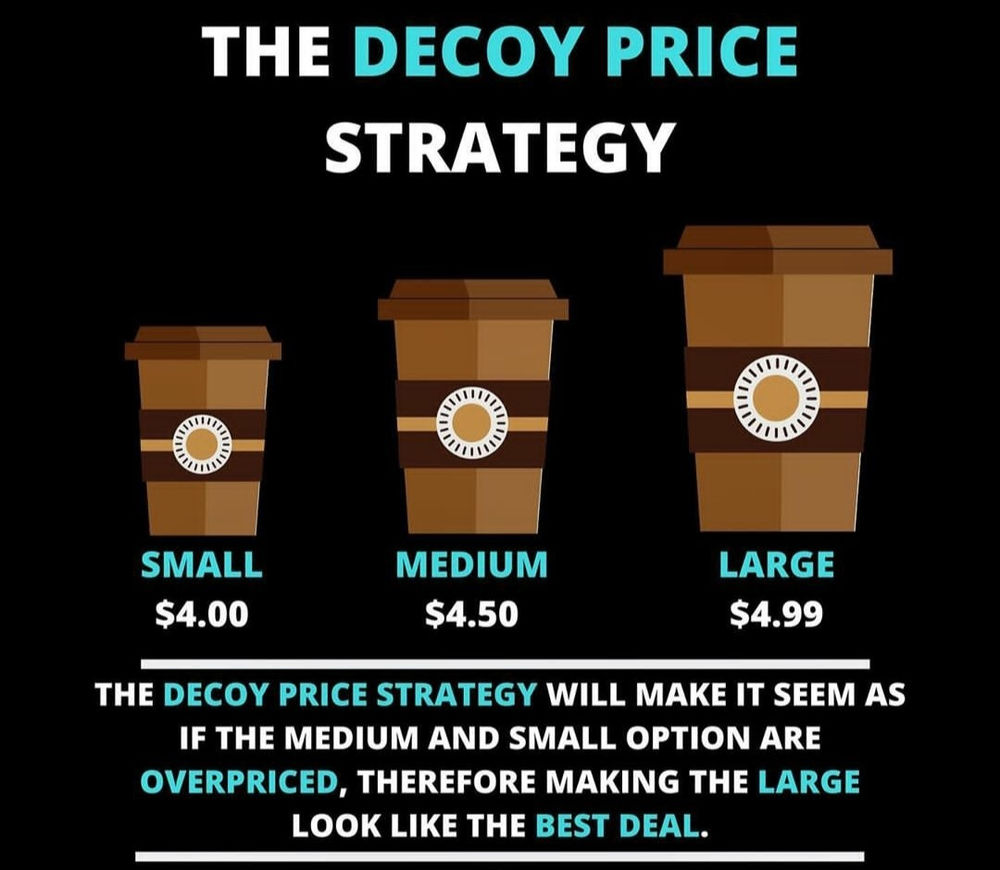 THE DECOY PRICE
STRATEGY
SMALL MEDIUM LARGE
$4.00 $4.50 $4.99
THE DECOY PRICE STRATEGY WILL MAKE IT SEEM AS
IF THE MEDIUM AND SMALL OPTION ARE
OVERPRICED, THEREFORE MAKING THE LARGE
LOOK LIKE THE BEST DEAL.